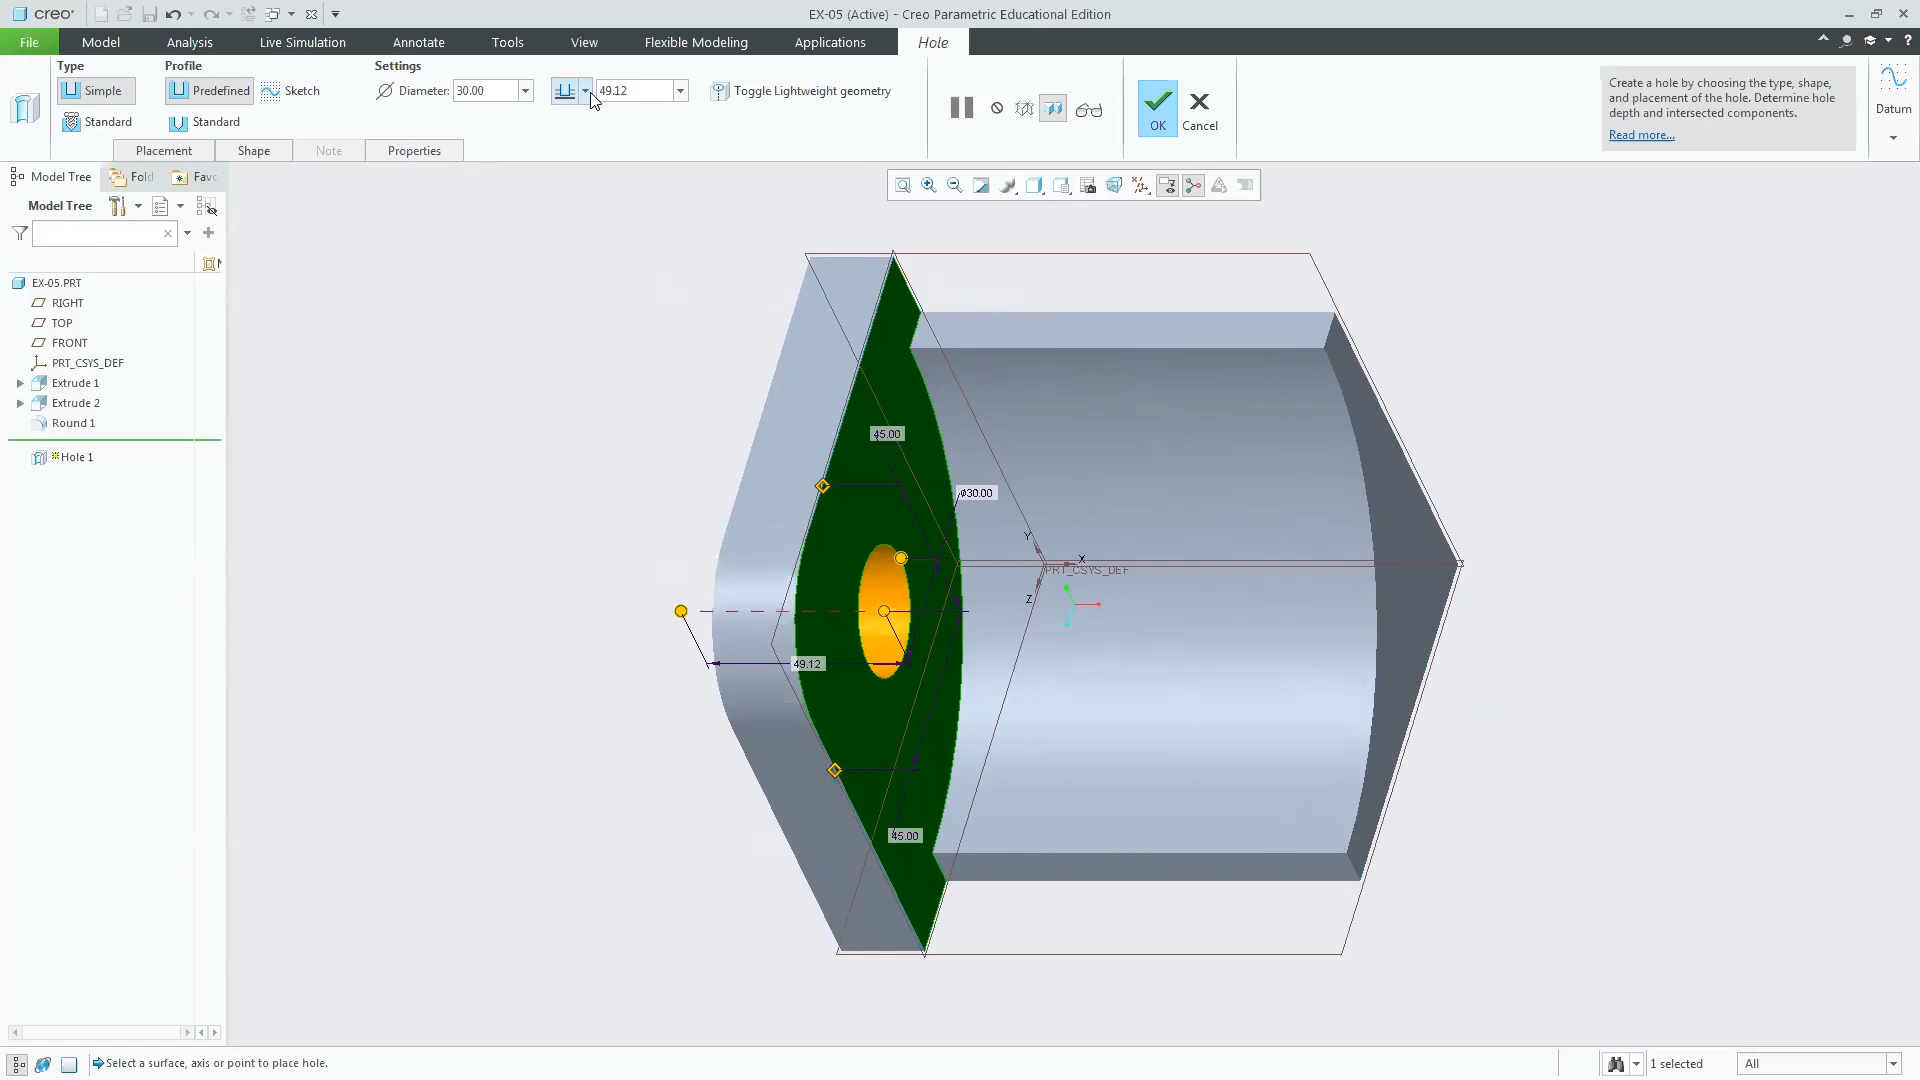 creo
EX-05 (Active) - Creo Parametric Educational Edition
File Model Analysis Live Simulation Annotate Tools View Flexible Modeling Applications Hole
Type Profile Settings
Simple Predefined Sketch Diameter: 30.00 49.12 Toggle Lightweight geometry
Standard Standard
OK Cancel
Create a hole by choosing the type, shape,
and placement of the hole. Determine hole
depth and intersected components.
Read more...
Datum
Placement Shape Note Properties
Model Tree Fold Favo
Model Tree
EX-05.PRT
RIGHT
TOP
FRONT
PRT_CSYS_DEF
Extrude 1
Extrude 2
Round 1
Hole 1
45.00
ø30.00
Y
X
PRT_CSYS_DEF
Z
49.12
45.00
Select a surface, axis or point to place hole.
1 selected
All